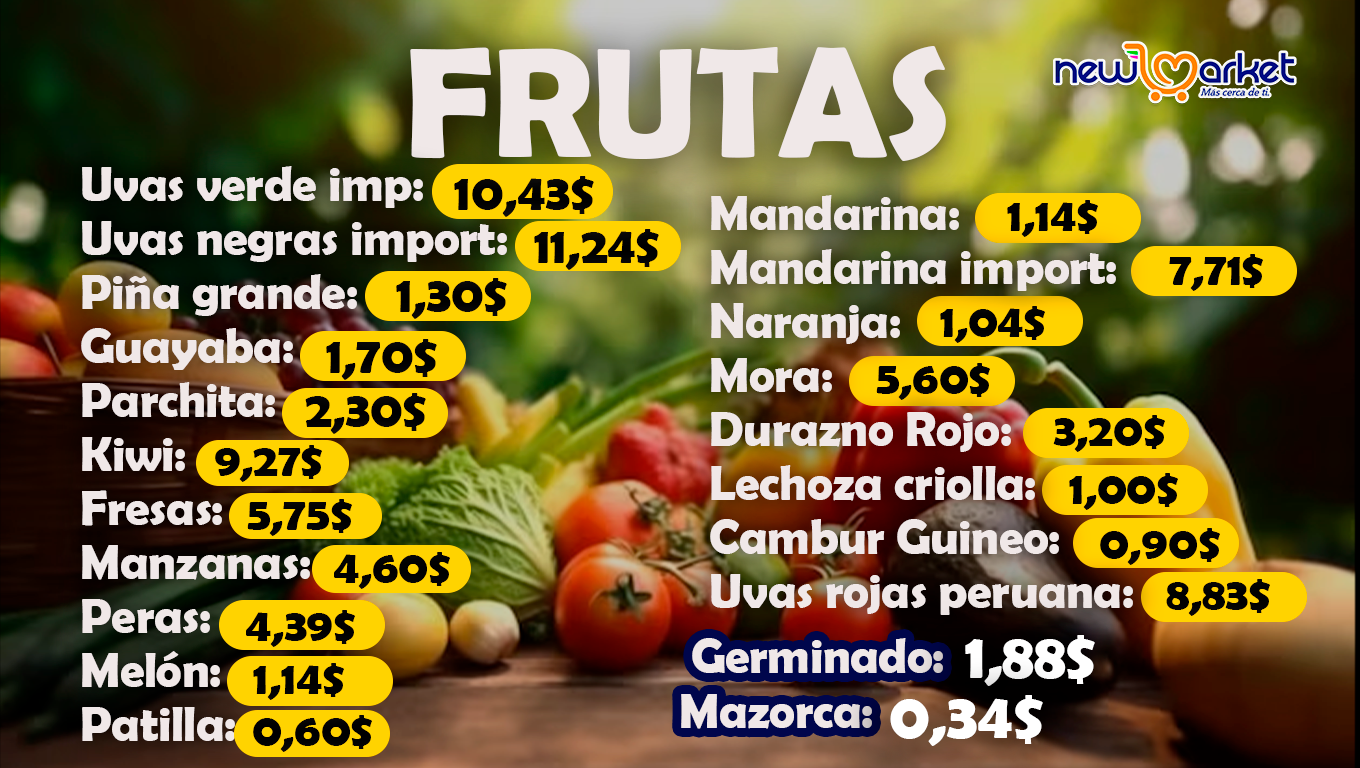 FRUTAS
newmarket
Más cerca de ti.
Uvas verde imp: 10,43$
Uvas negras import: 11,24$
Piña grande: 1,30$
Guayaba: 1,70$
Parchita: 2,30$
Kiwi: 9,27$
Fresas: 5,75$
Manzanas: 4,60$
Peras: 4,39$
Melón: 1,14$
Patilla: 0,60$
Mandarina: 1,14$
Mandarina import: 7,71$
Naranja: 1,04$
Mora: 5,60$
Durazno Rojo: 3,20$
Lechoza criolla: 1,00$
Cambur Guineo: 0,90$
Uvas rojas peruana: 8,83$
Germinado: 1,88$
Mazorca: 0,34$